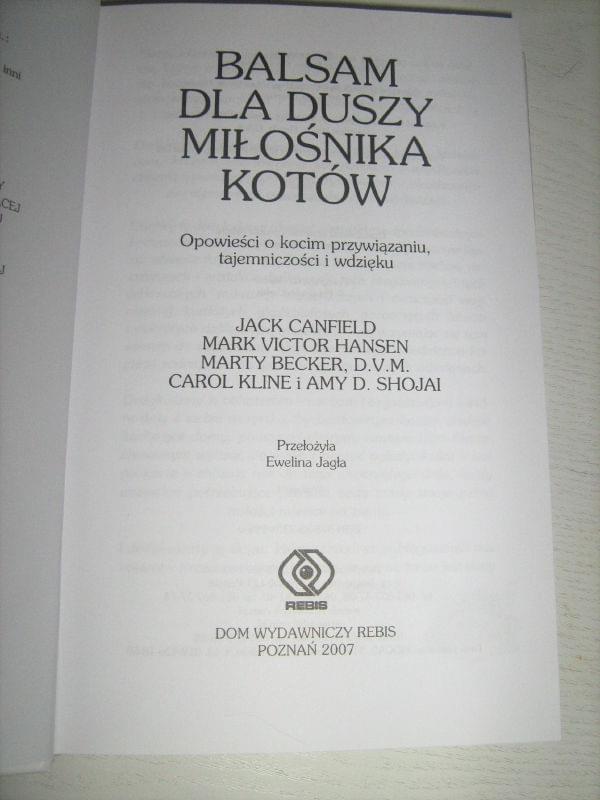 BALSAM
DLA DUSZY
MIŁOŚNIKA
KOTÓW
Opowieści o kocim przywiązaniu,
tajemniczości i wdzięku
JACK CANFIELD
MARK VICTOR HANSEN
MARTY BECKER, D.V.M.
CAROL KLINE i AMY D. SHOJAI
Przełożyła
Ewelina Jagła
REBIS
DOM WYDAWNICZY REBIS
POZNAŃ 2007
inni